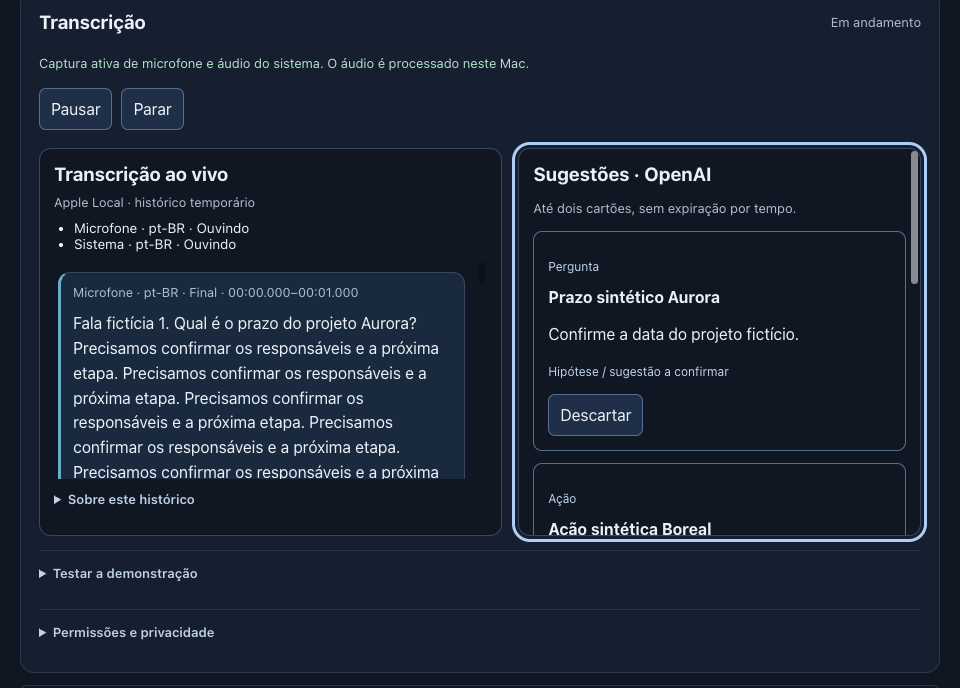 Transcrição
Em andamento
Captura ativa de microfone e áudio do sistema. O áudio é processado neste Mac.
Pausar
Parar
Transcrição ao vivo
Apple Local · histórico temporário
• Microfone · pt-BR · Ouvindo
• Sistema · pt-BR · Ouvindo
Microfone · pt-BR · Final · 00:00.000–00:01.000
Fala fictícia 1. Qual é o prazo do projeto Aurora?
Precisamos confirmar os responsáveis e a próxima
etapa. Precisamos confirmar os responsáveis e a
próxima etapa. Precisamos confirmar os
responsáveis e a próxima etapa. Precisamos
confirmar os responsáveis e a próxima etapa.
Precisamos confirmar os responsáveis e a próxima
Sobre este histórico
Sugestões · OpenAI
Até dois cartões, sem expiração por tempo.
Pergunta
Prazo sintético Aurora
Confirme a data do projeto fictício.
Hipótese / sugestão a confirmar
Descartar
Ação
Ação sintética Boreal
Testar a demonstração
Permissões e privacidade